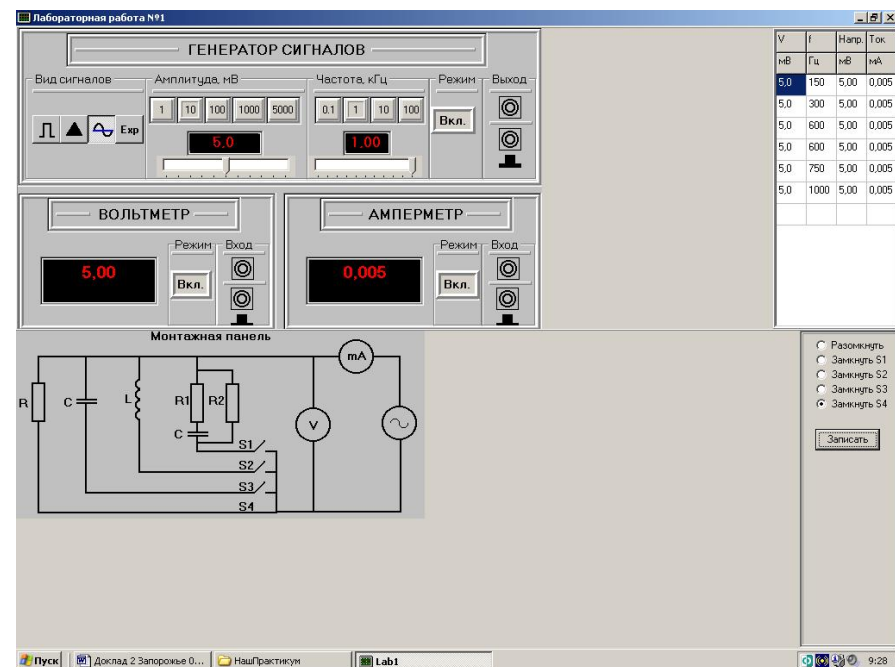 Лабораторная работа №1
ГЕНЕРАТОР СИГНАЛОВ
Вид сигналов
Амплитуда, мВ
Частота, кГц
Режим
Выход
Exp
1 10 100 1000 5000
0.1 1 10 100
Вкл.
5.0
1.00
ВОЛЬТМЕТР
Режим
Вход
5,00
Вкл.
АМПЕРМЕТР
Режим
Вход
0,005
Вкл.
V f Напр. Ток
мВ Гц мВ мА
5,0 150 5,00 0,005
5,0 300 5,00 0,005
5,0 600 5,00 0,005
5,0 600 5,00 0,005
5,0 750 5,00 0,005
5,0 1000 5,00 0,005
Монтажная панель
mA
R
C
L
R1
R2
C
V
S1
S2
S3
S4
Разомкнуть
Замкнуть S1
Замкнуть S2
Замкнуть S3
Замкнуть S4
Записать
Пуск
Доклад 2 Запорожье 0...
НашПрактикум
Lab1
9:28